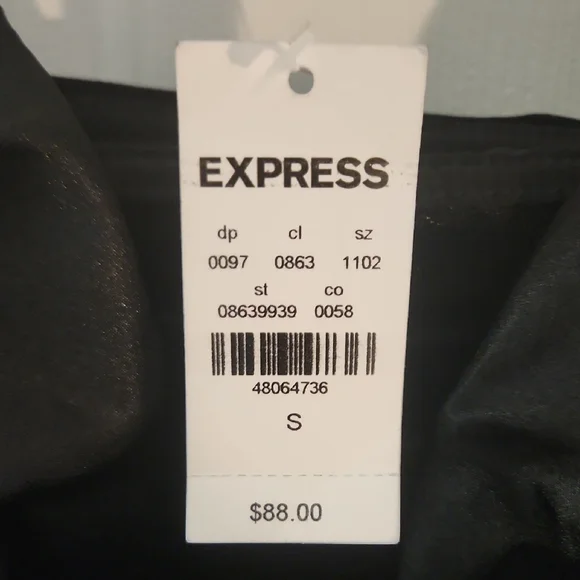 EXPRESS
dp cl sz
0097 0863 1102
st co
08639939 0058
48064736
S
$88.00